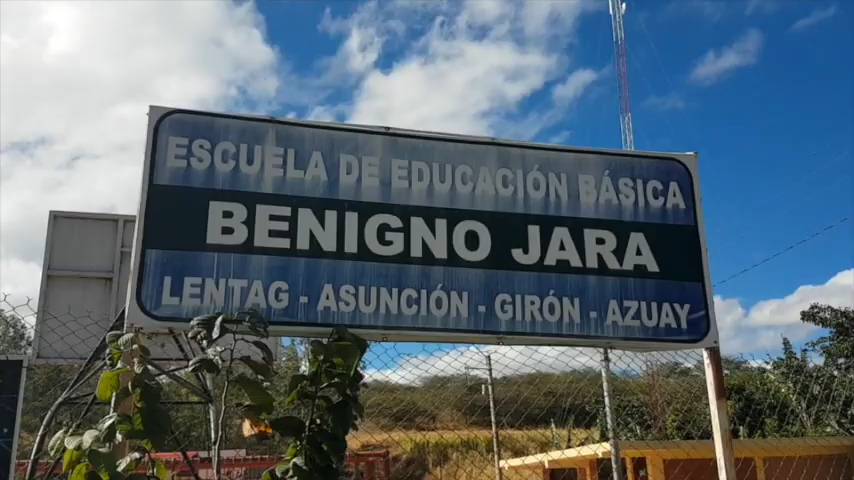 ESCUELA DE EDUCACIÓN BÁSICA
BENIGNO JARA
LENTAG - ASUNCIÓN - GIRÓN - AZUAY